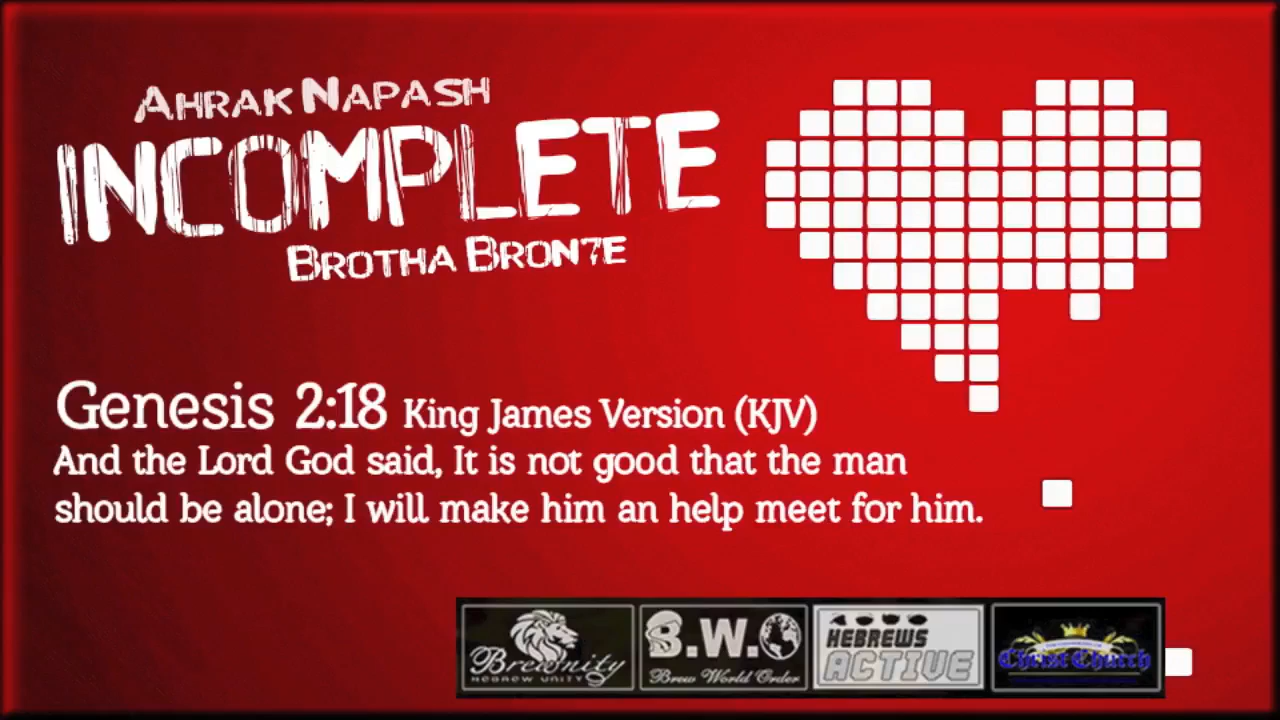 AHRAK NAPASH
INCOMPLETE
BROTHA BRON7E
Genesis 2:18 King James Version (KJV)
And the Lord God said, It is not good that the man
should be alone; I will make him an help meet for him.
Brewnity
HEBREW UNITY
B.W.O
Brew World Order
HEBREWS
ACTIVE
Christ Church